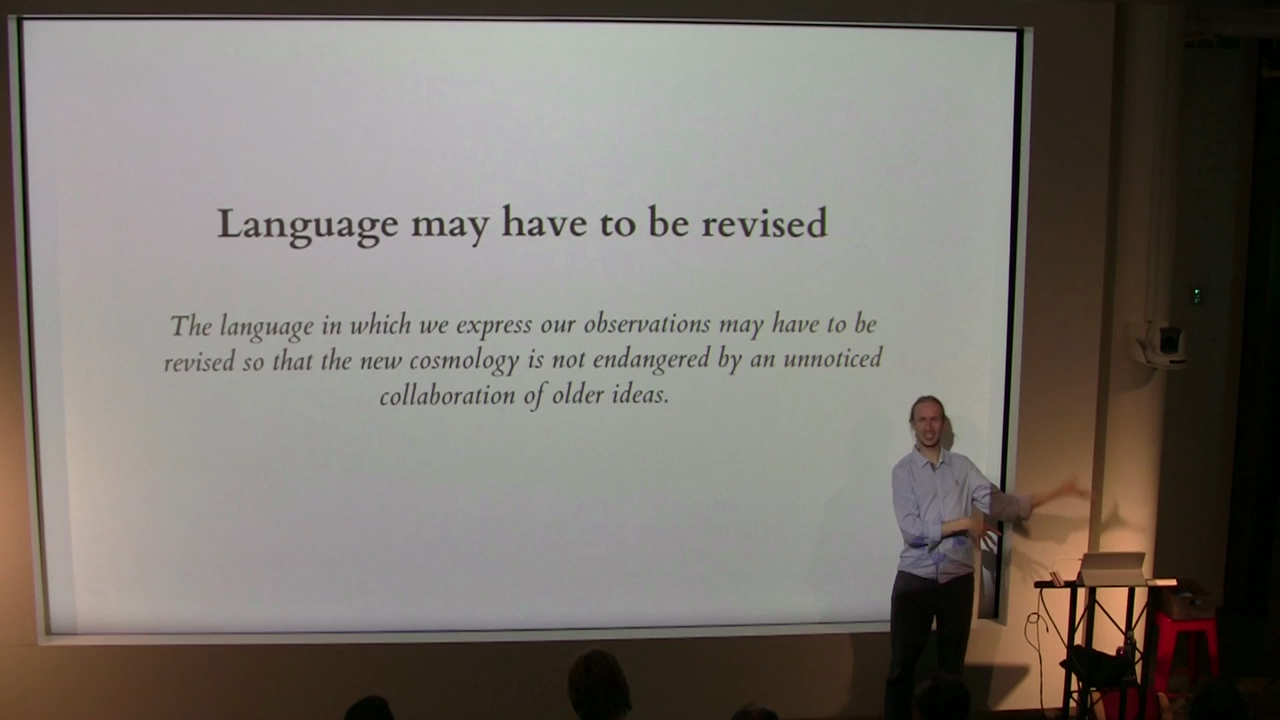 Language may have to be revised
The language in which we express our observations may have to be
revised so that the new cosmology is not endangered by an unnoticed
collaboration of older ideas.